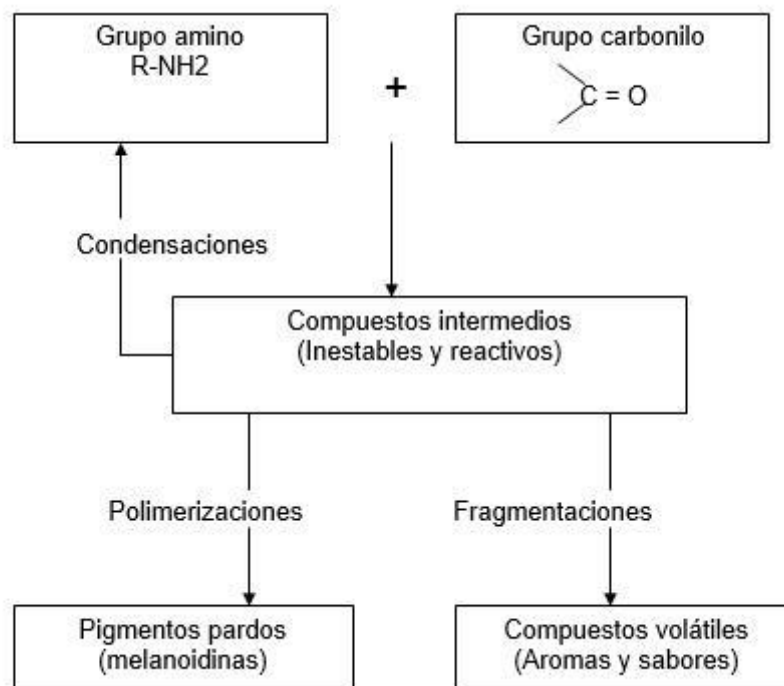 Grupo amino
R-NH2
+
Grupo carbonilo
C = O
Condensaciones
Compuestos intermedios
(Inestables y reactivos)
Polimerizaciones
Fragmentaciones
Pigmentos pardos
(melanoidinas)
Compuestos volátiles
(Aromas y sabores)